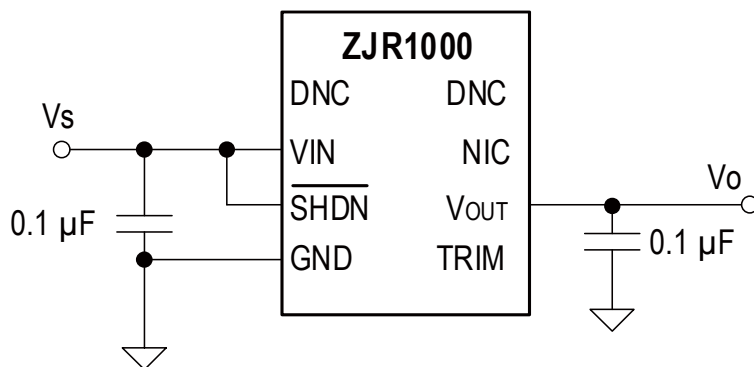 ZJR1000
DNC DNC
Vs
VIN NIC
SHDN VOUT Vo
0.1 µF 0.1 µF
GND TRIM